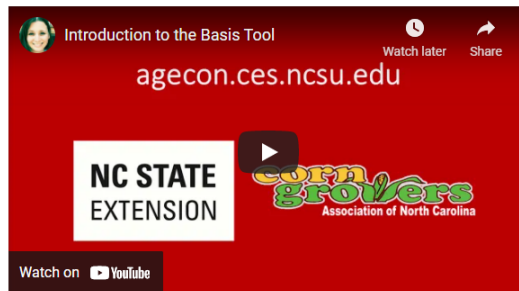 Introduction to the Basis Tool
Watch later
Share
agecon.ces.ncsu.edu
NC STATE
EXTENSION
corn
growers
Association of North Carolina
Watch on YouTube